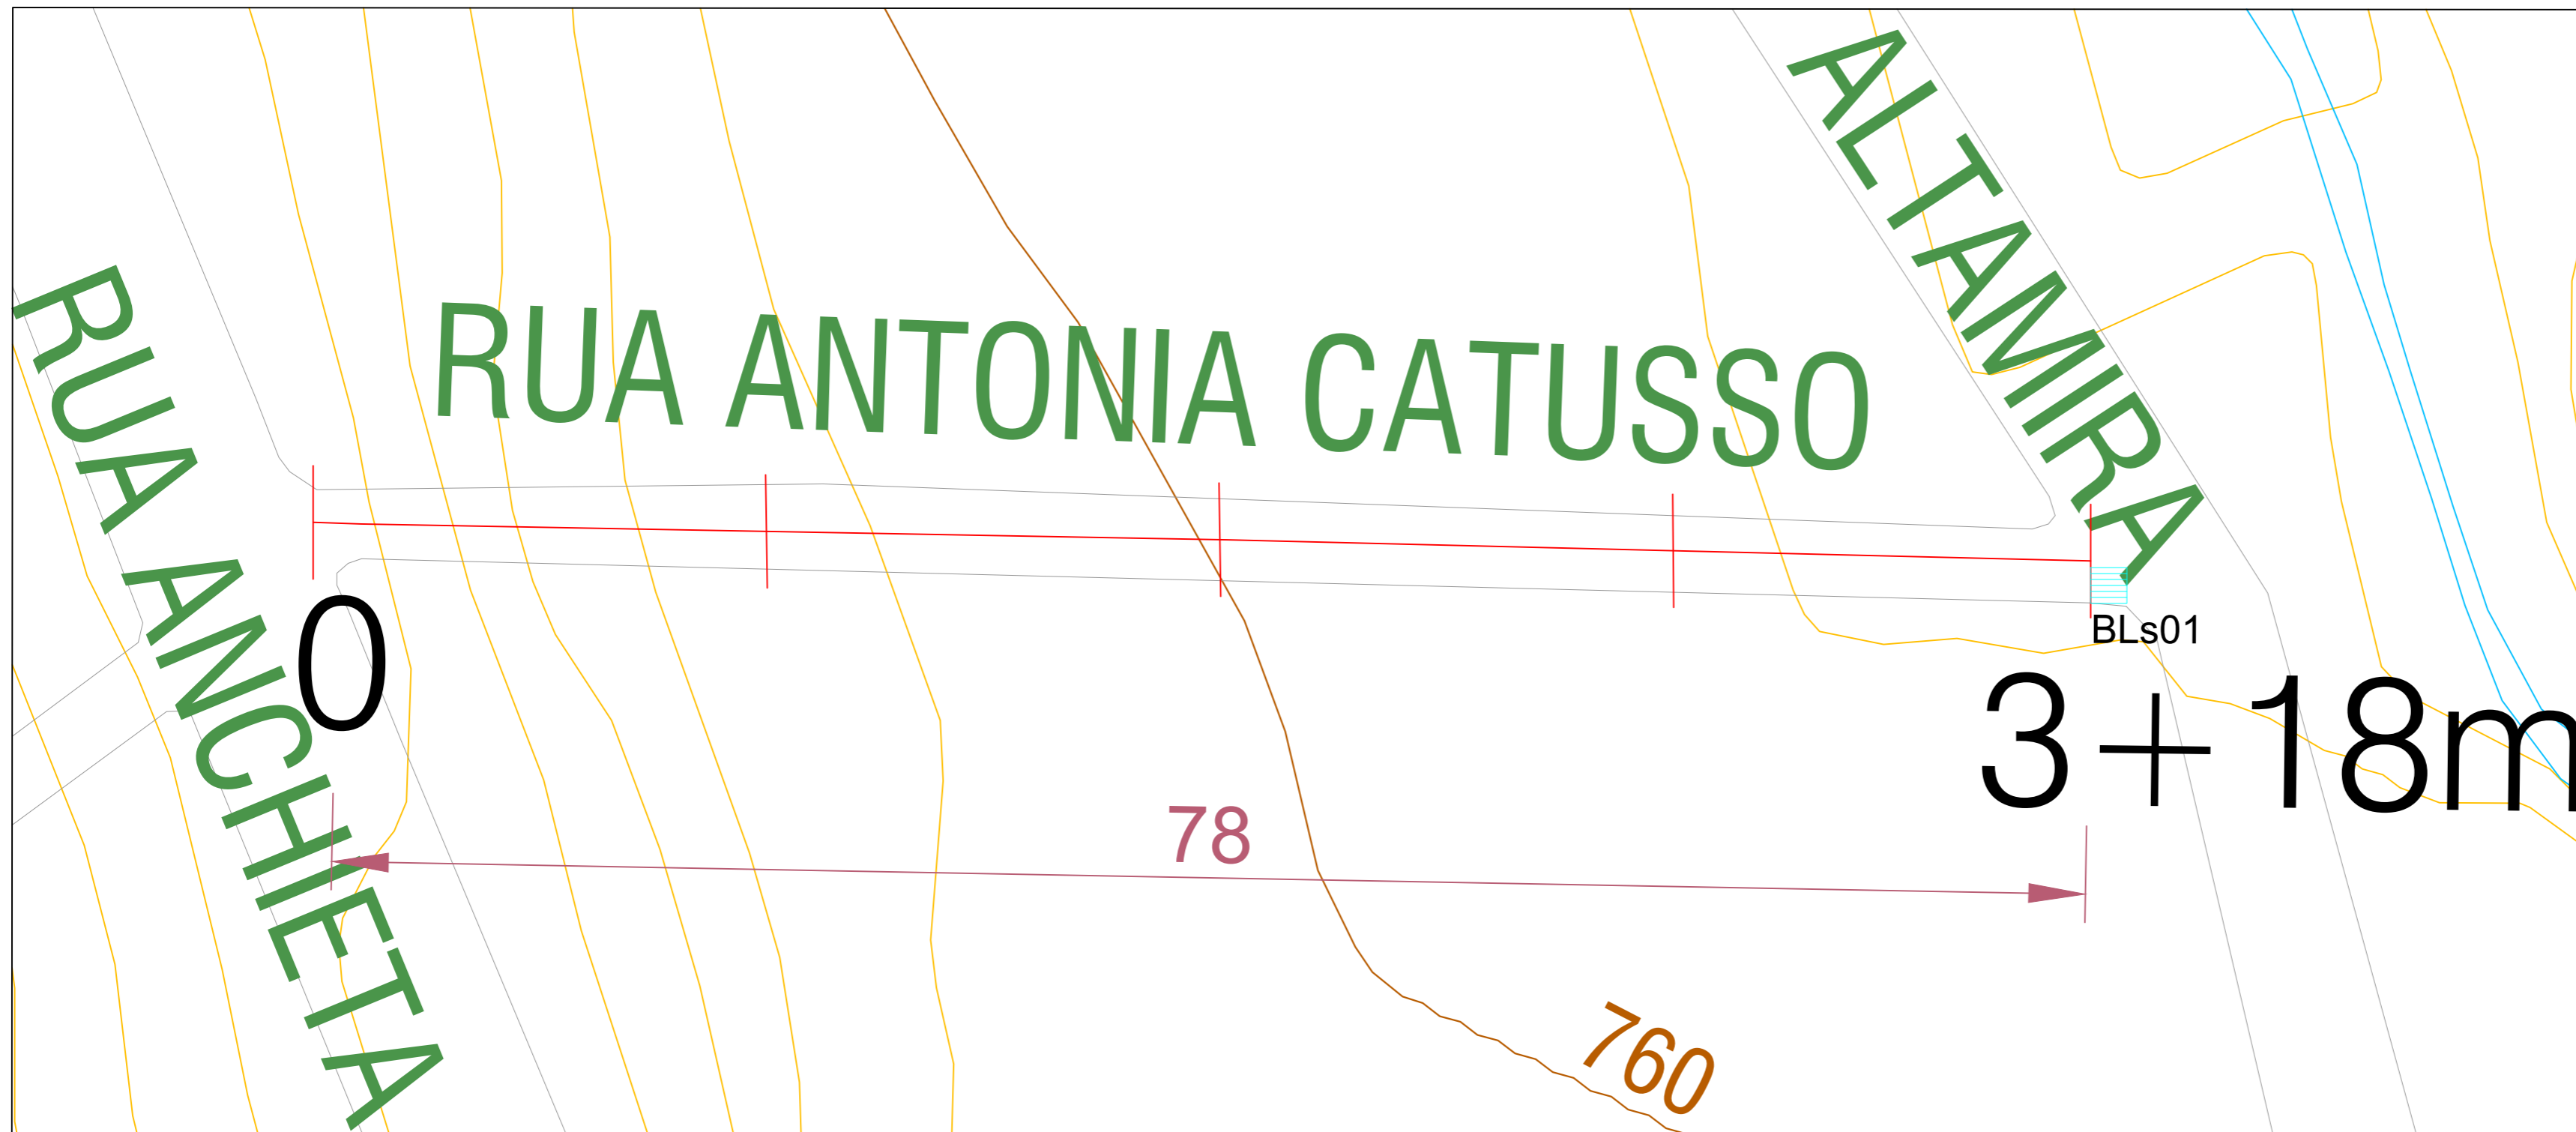 ALTAMIRA
RUA ANTONIA CATUSSO
RUA ANCHIETA
0
BLs01
3+18m
78
760